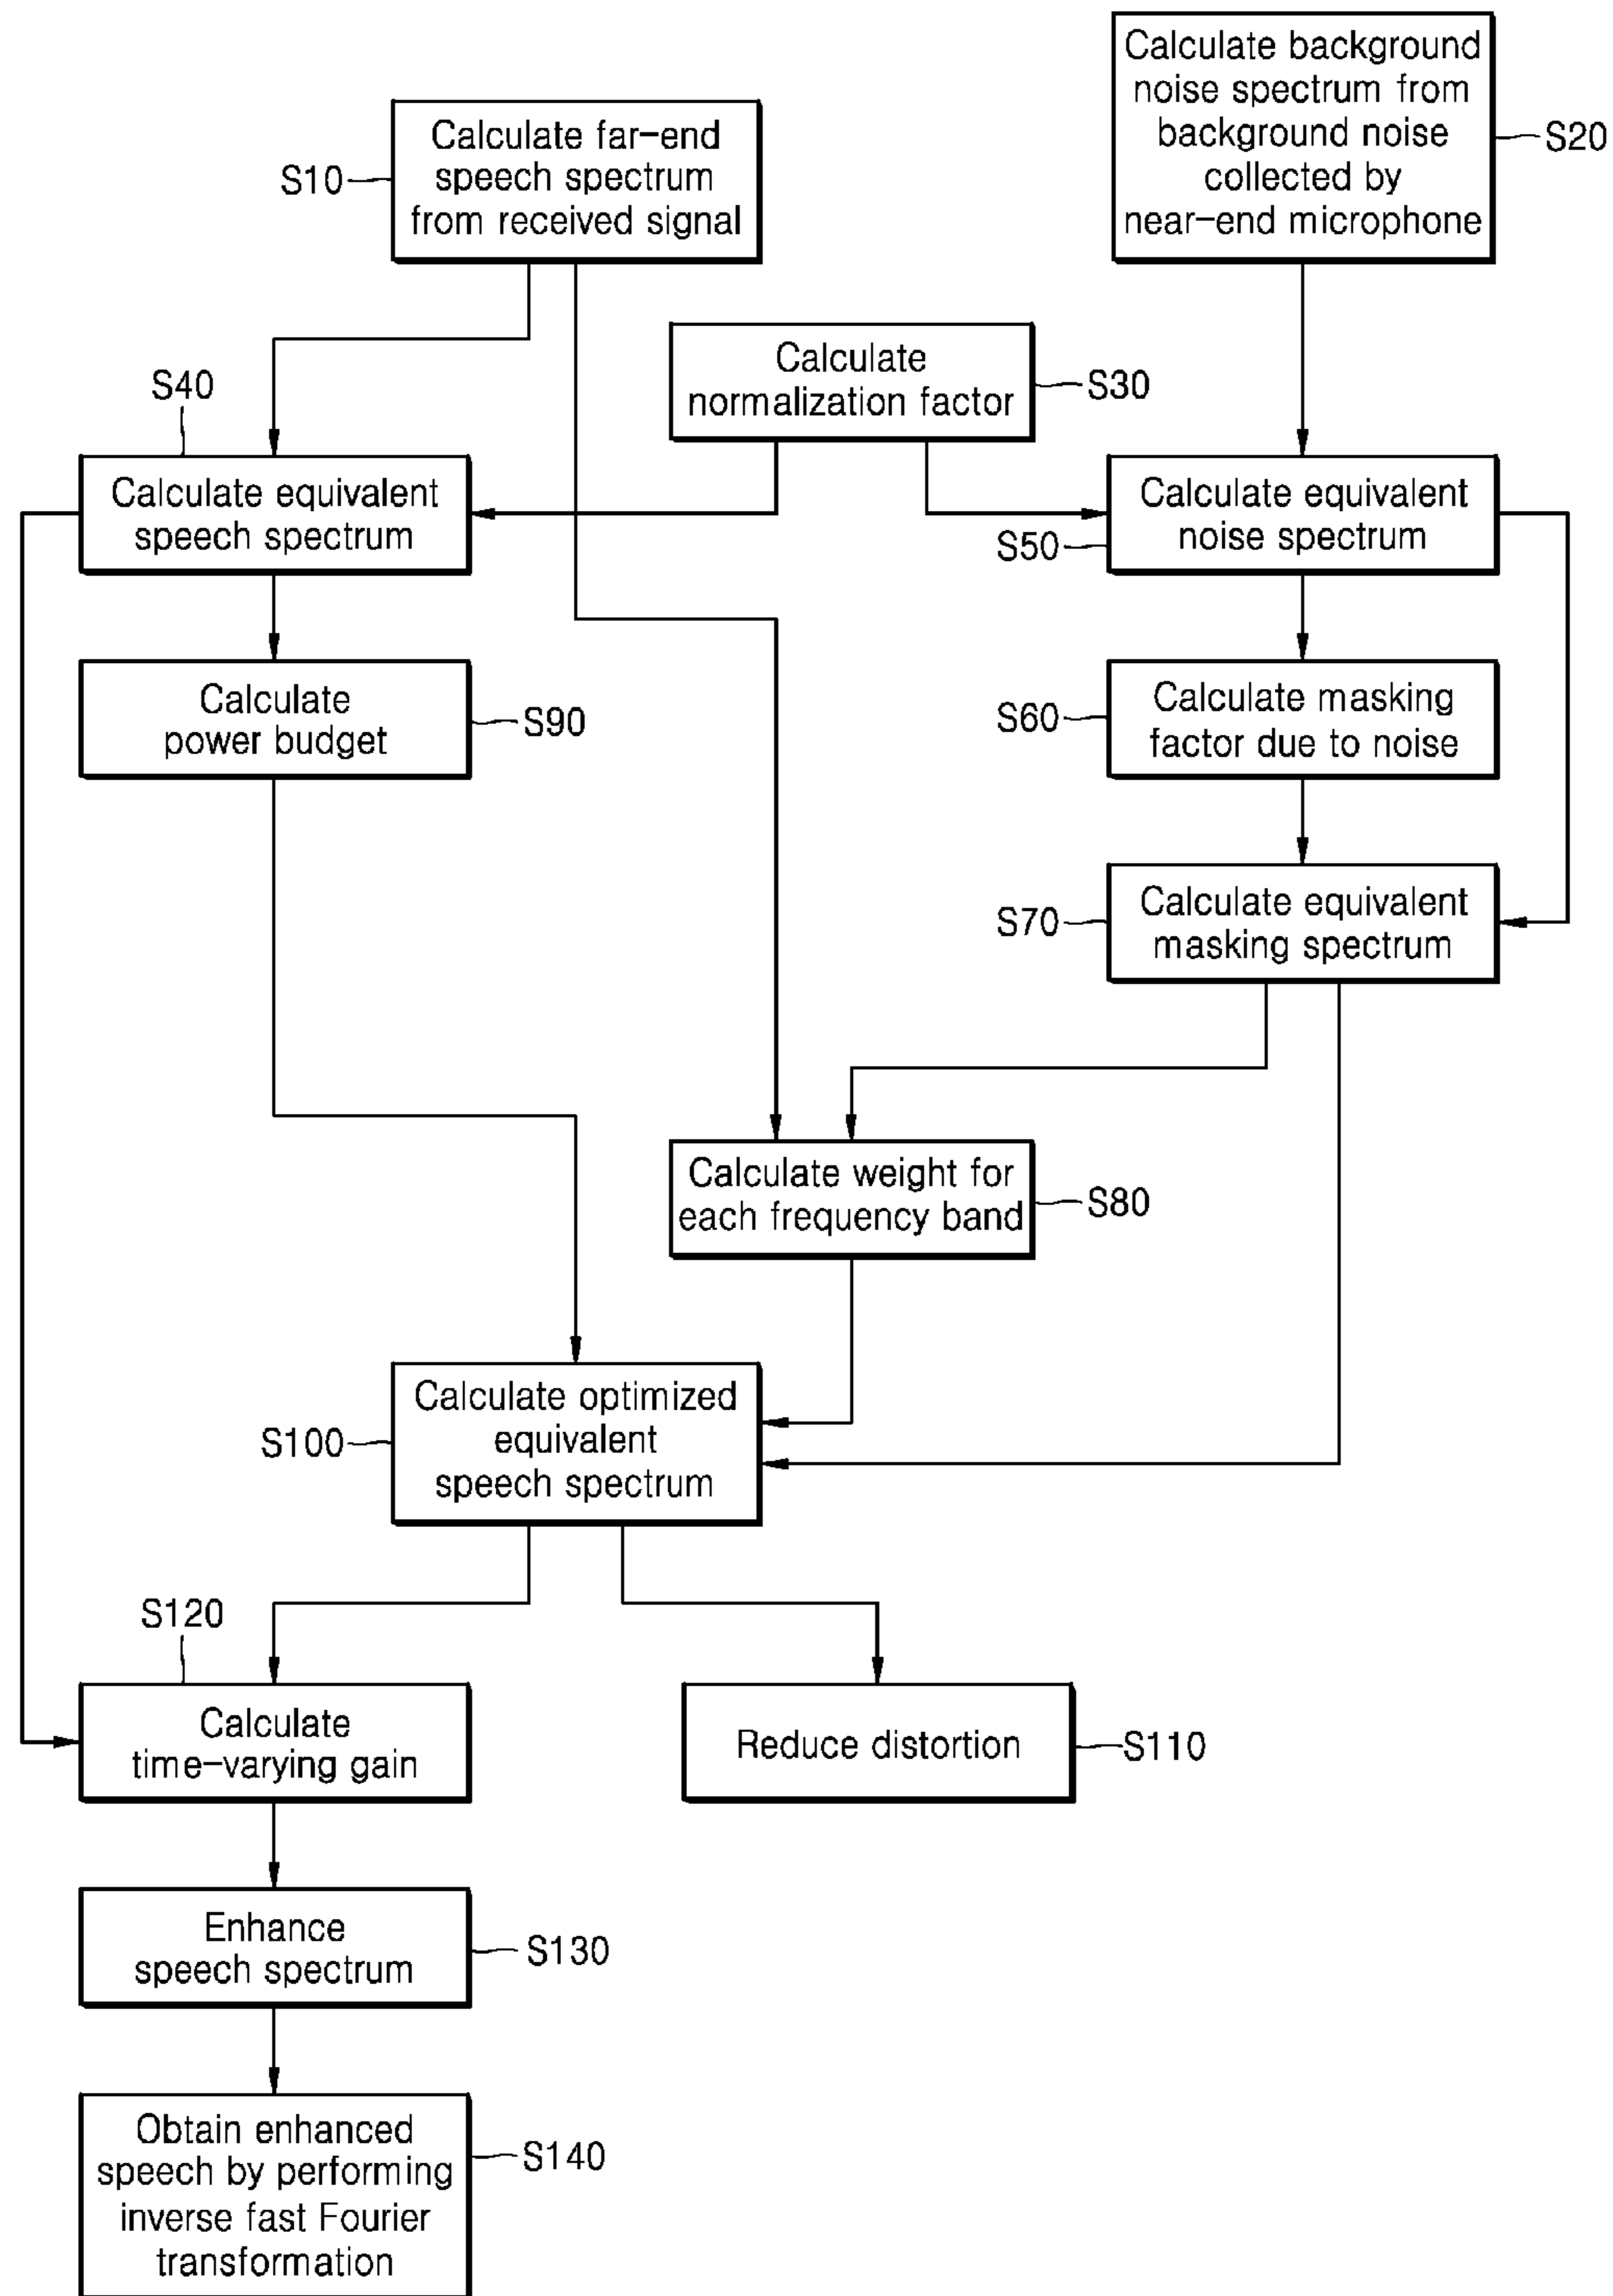 Calculate background
noise spectrum from
background noise
collected by
near-end microphone
S20
Calculate far-end
speech spectrum
from received signal
S10
Calculate
normalization factor
S30
S40
Calculate equivalent
speech spectrum
Calculate equivalent
noise spectrum
S50
Calculate
power budget
S90
Calculate masking
factor due to noise
S60
Calculate equivalent
masking spectrum
S70
Calculate weight for
each frequency band
S80
Calculate optimized
equivalent
speech spectrum
S100
S120
Calculate
time-varying gain
Reduce distortion
S110
Enhance
speech spectrum
S130
Obtain enhanced
speech by performing
inverse fast Fourier
transformation
S140